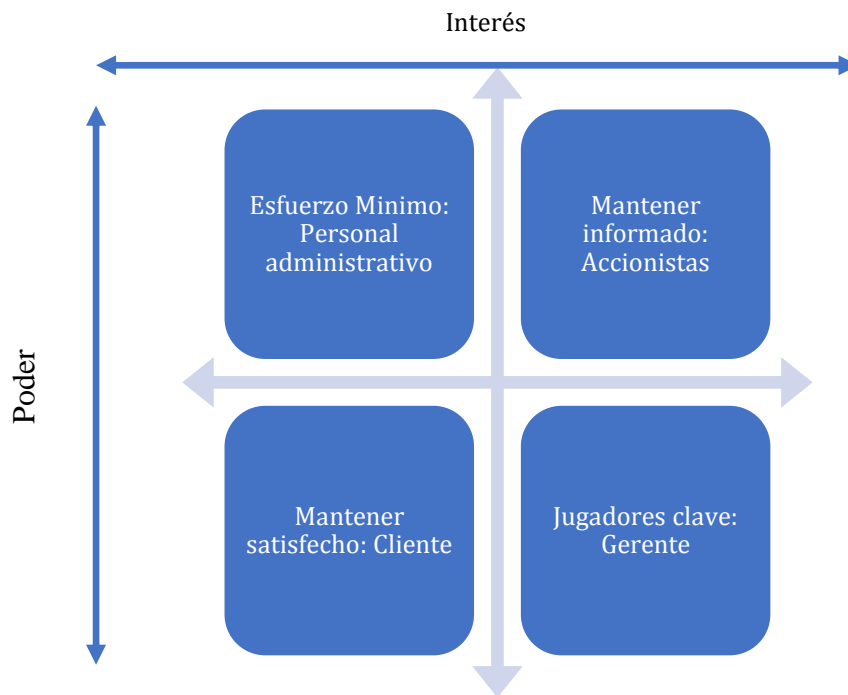 Interés
Poder
Esfuerzo Minimo:
Personal
administrativo
Mantener
informado:
Accionistas
Mantener
satisfecho: Cliente
Jugadores clave:
Gerente